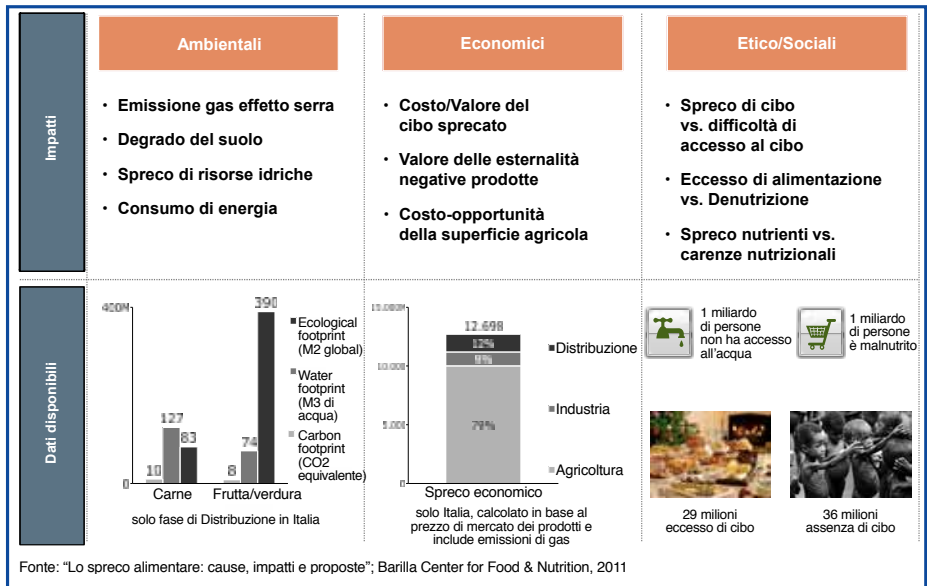 Ambientali
Economici
Etico/Sociali
Impatti
• Emissione gas effetto serra
• Degrado del suolo
• Spreco di risorse idriche
• Consumo di energia
• Costo/Valore del
cibo sprecato
• Valore delle esternalità
negative prodotte
• Costo-opportunità
della superficie agricola
• Spreco di cibo
vs. difficoltà di
accesso al cibo
• Eccesso di alimentazione
vs. Denutrizione
• Spreco nutrienti vs.
carenze nutrizionali
Dati disponibili
400M
0
10
127
83
8
74
390
Carne
Frutta/verdura
Ecological
footprint
(M2 global)
Water
footprint
(M3 di
acqua)
Carbon
footprint
(CO2
equivalente)
solo fase di Distribuzione in Italia
10.000
5.000
0
12.698
12%
9%
79%
Distribuzione
Industria
Agricoltura
Spreco economico
solo Italia, calcolato in base al
prezzo di mercato dei prodotti e
include emissioni di gas
1 miliardo
di persone
non ha accesso
all'acqua
1 miliardo
di persone
è malnutrito
29 milioni
eccesso di cibo
36 milioni
assenza di cibo
Fonte: "Lo spreco alimentare: cause, impatti e proposte"; Barilla Center for Food & Nutrition, 2011